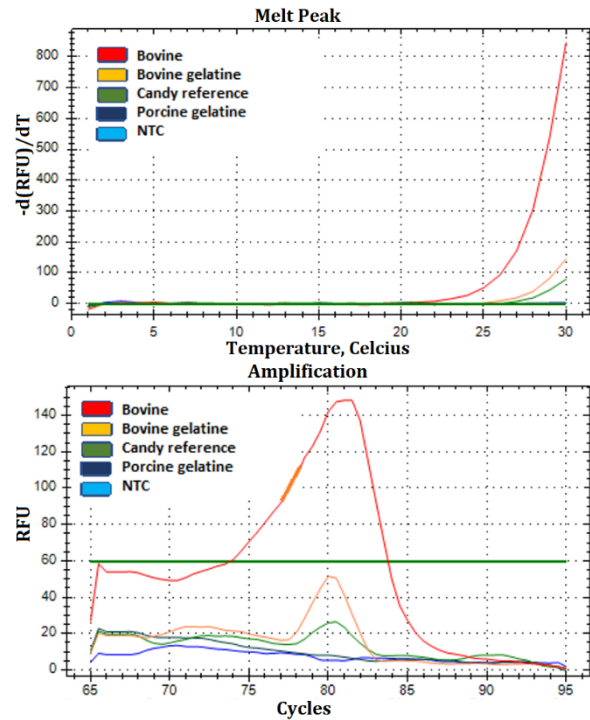 Melt Peak
800
700
600
500
400
300
200
100
0
-d(RFU)/dT
Bovine
Bovine gelatine
Candy reference
Porcine gelatine
NTC
0 5 10 15 20 25 30
Temperature, Celcius
Amplification
140
120
100
80
60
40
20
0
RFU
Bovine
Bovine gelatine
Candy reference
Porcine gelatine
NTC
65 70 75 80 85 90 95
Cycles